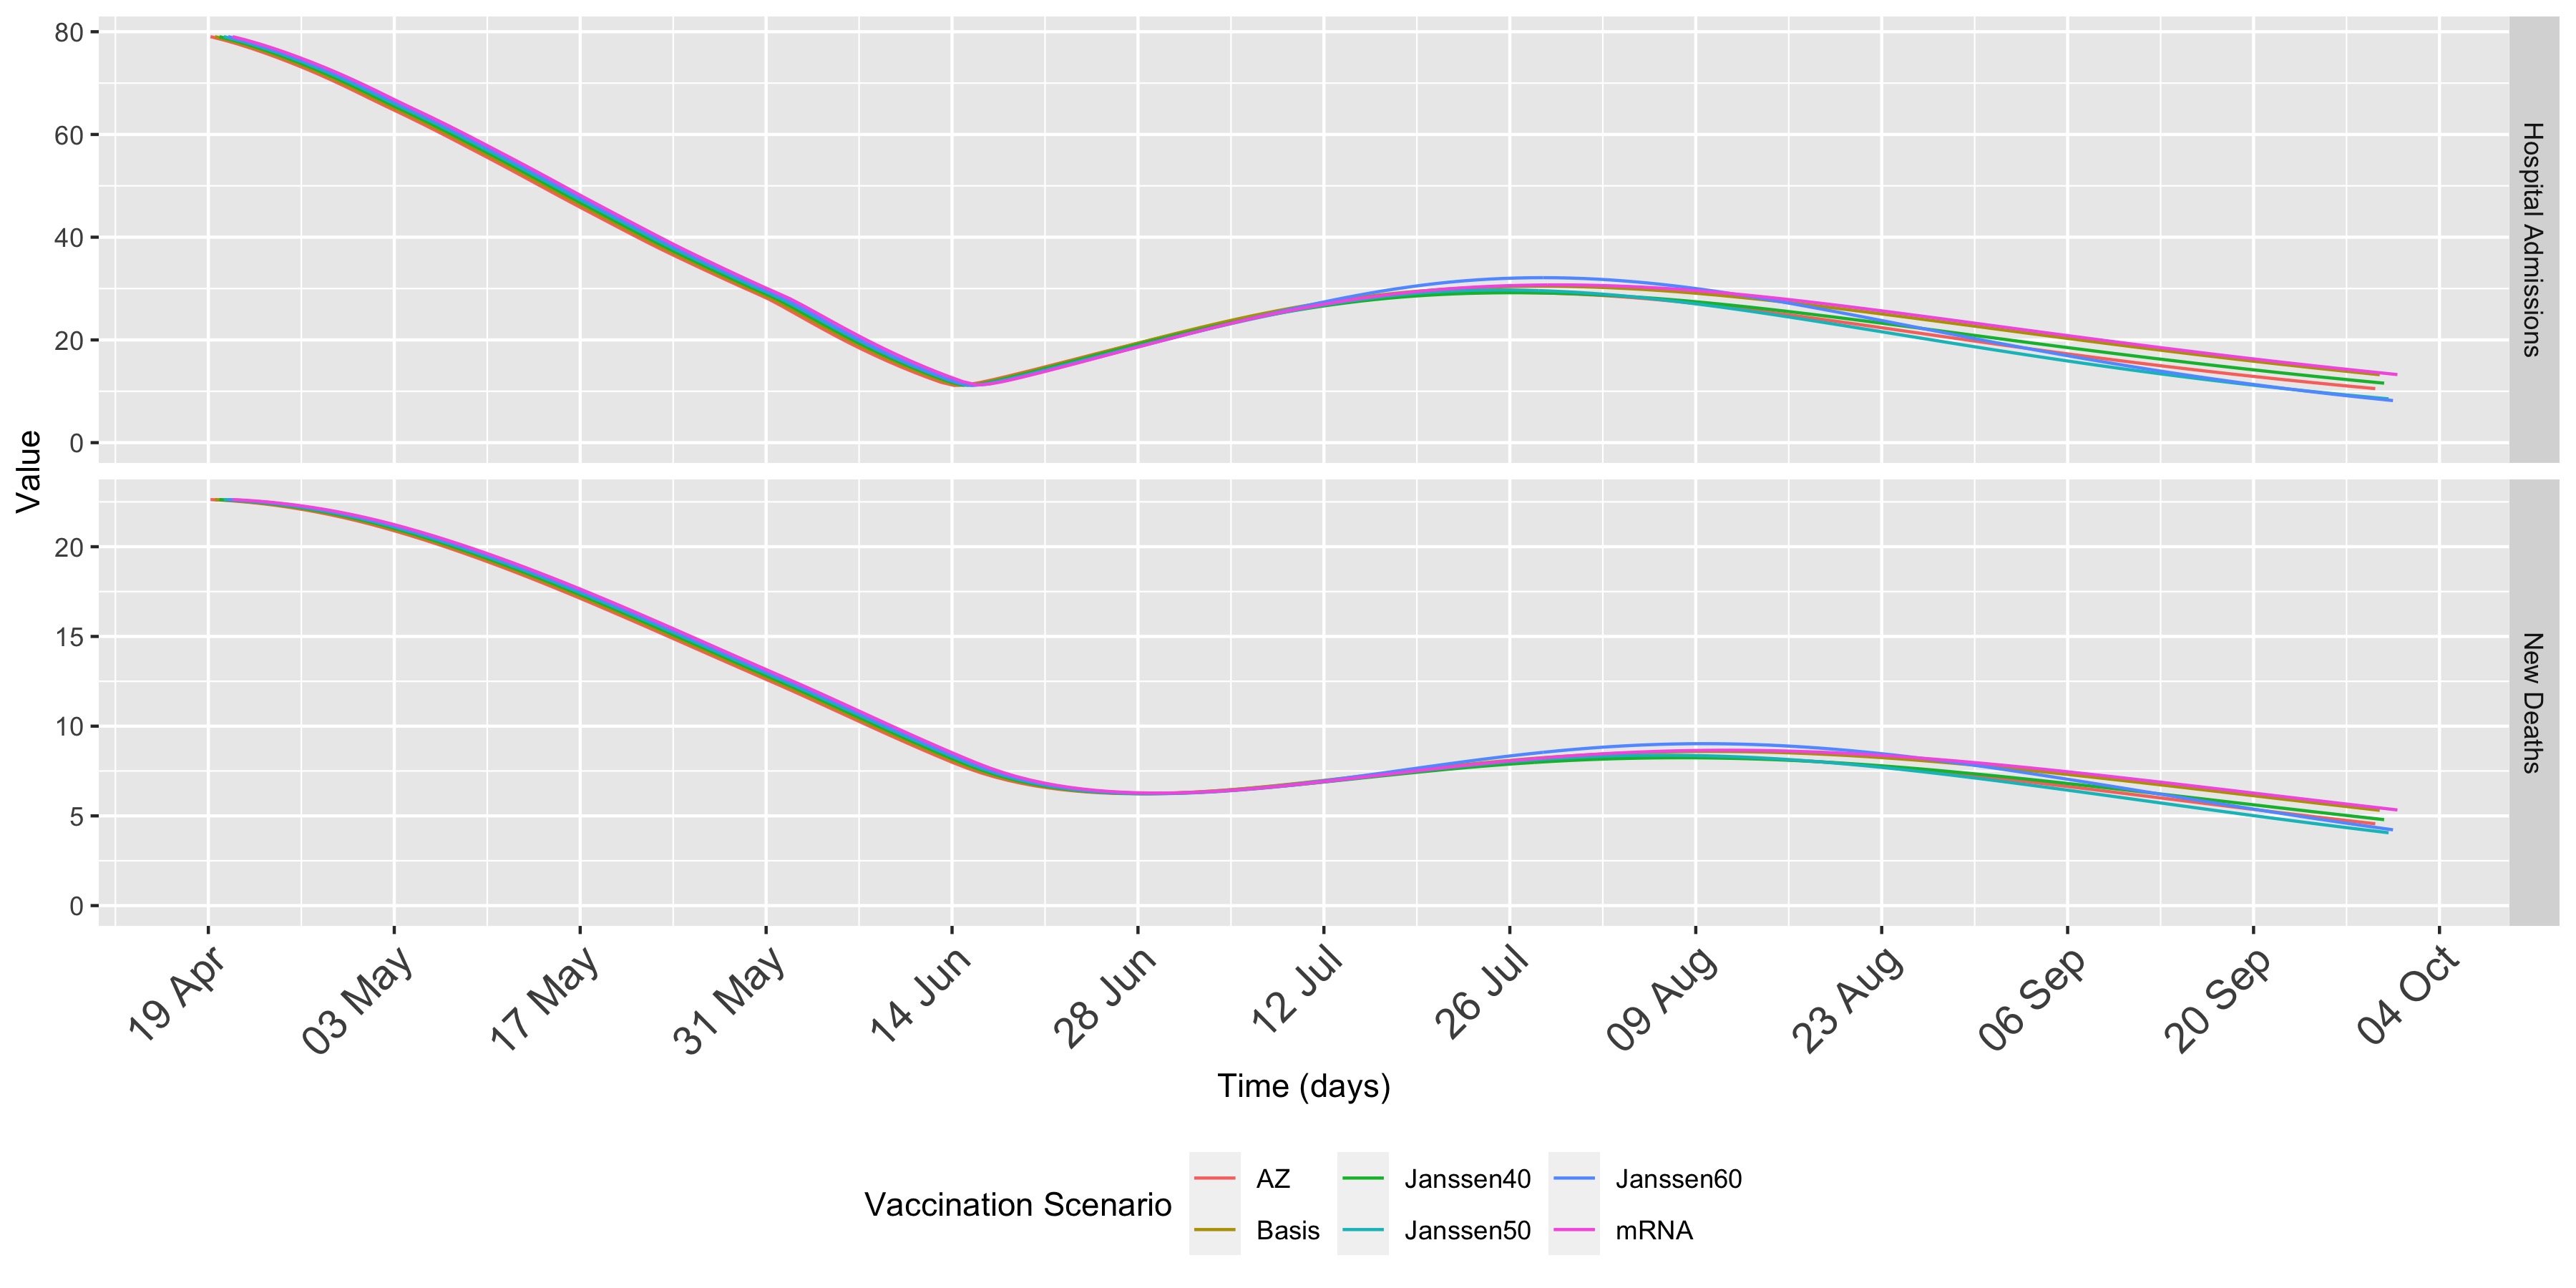 Value
80
60
40
20
0
Hospital Admissions
20
15
10
5
0
New Deaths
19 Apr
03 May
17 May
31 May
14 Jun
28 Jun
12 Jul
26 Jul
09 Aug
23 Aug
06 Sep
20 Sep
04 Oct
Time (days)
Vaccination Scenario
AZ
Basis
Janssen40
Janssen50
Janssen60
mRNA